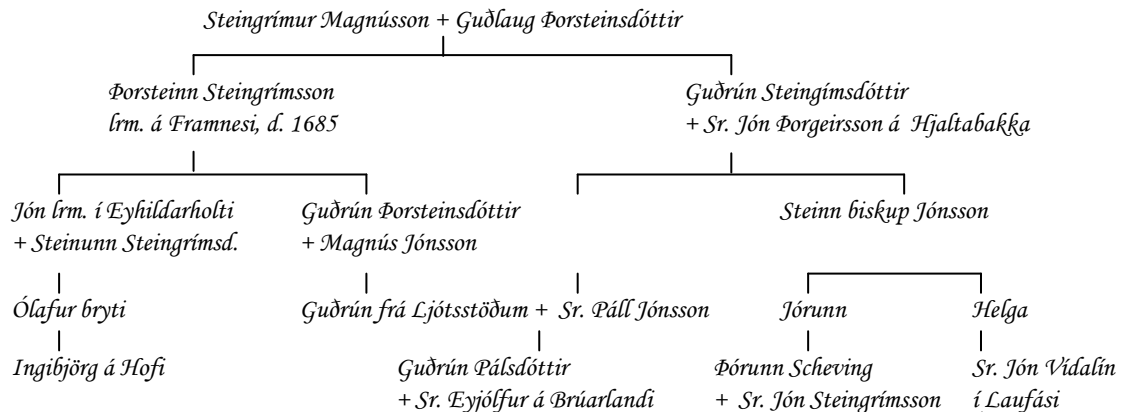 Steingrímur Magnússon + Guðlaug Þorsteinsdóttir
Þorsteinn Steingrímsson
lrm. á Framnesi, d. 1685
Guðrún Steingímsdóttir
+ Sr. Jón Þorgeirsson á Hjaltabakka
Jón lrm. í Eyhildarholti
+ Steinunn Steingrímsd.
Guðrún Þorsteinsdóttir
+ Magnús Jónsson
Steinn biskup Jónsson
Ólafur bryti
Guðrún frá Ljótsstöðum + Sr. Páll Jónsson
Jórunn
Helga
Ingibjörg á Hofi
Guðrún Pálsdóttir
+ Sr. Eyjólfur á Brúarlandi
Þórunn Scheving
+ Sr. Jón Steingrímsson
Sr. Jón Vídalín
í Laufási